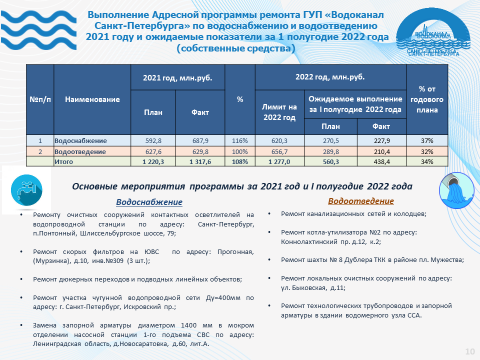 Выполнение Адресной программы ремонта ГУП «Водоканал
Санкт-Петербурга» по водоснабжению и водоотведению
2021 году и ожидаемые показатели за 1 полугодие 2022 года
(собственные средства)
ВОДОКАНАЛ
САНКТ-ПЕТЕРБУРГА
№п/п Наименование 2021 год, млн.руб. % 2022 год, млн.руб. % от годового плана
План Факт Лимит на 2022 год Ожидаемое выполнение за I полугодие 2022 года
План Факт
1 Водоснабжение 592,8 687,9 116% 620,3 270,5 227,9 37%
2 Водоотведение 627,6 629,8 100% 656,7 289,8 210,4 32%
Итого 1 220,3 1 317,6 108% 1 277,0 560,3 438,4 34%
Основные мероприятия программы за 2021 год и I полугодие 2022 года
Водоснабжение
• Ремонту очистных сооружений контактных осветлителей на
водопроводной станции по адресу: Санкт-Петербург,
п.Понтонный, Шлиссельбургское шоссе, 79;
• Ремонт скорых фильтров на ЮВС по адресу: Прогонная,
(Мурзинка), д.10, инв.№309 (3 шт.);
• Ремонт дюкерных переходов и подводных линейных объектов;
• Ремонт участка чугунной водопроводной сети Ду=400мм по
адресу: г. Санкт-Петербург, Искровский пр.;
• Замена запорной арматуры диаметром 1400 мм в мокром
отделении насосной станции 1-го подъема СВС по адресу:
Ленинградская область, д.Новосаратовка, д.60, лит.А.
Водоотведение
• Ремонт канализационных сетей и колодцев;
• Ремонт котла-утилизатора №2 по адресу:
Коннолахтинский пр. д.12, к.2;
• Ремонт шахты № 8 Дублера ТКК в районе пл. Мужества;
• Ремонт локальных очистных сооружений по адресу:
ул. Быковская, д.11;
• Ремонт технологических трубопроводов и запорной
арматуры в здании водомерного узла ССА.
10